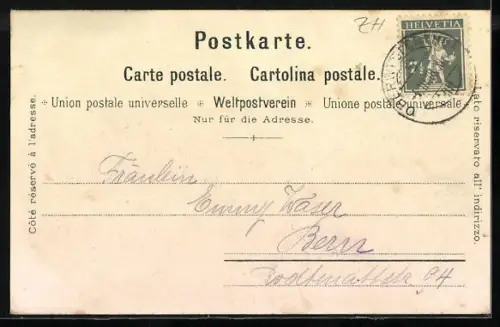 ZH
HELVETIA
Postkarte.
Carte postale. Cartolina postale.
Union postale universelle Weltpostverein Unione postale universale
Nur für die Adresse.
Côté réservé à l'adresse.
Lato riservato all' indirizzo.
Fräulein
Emmy Waser
Bern